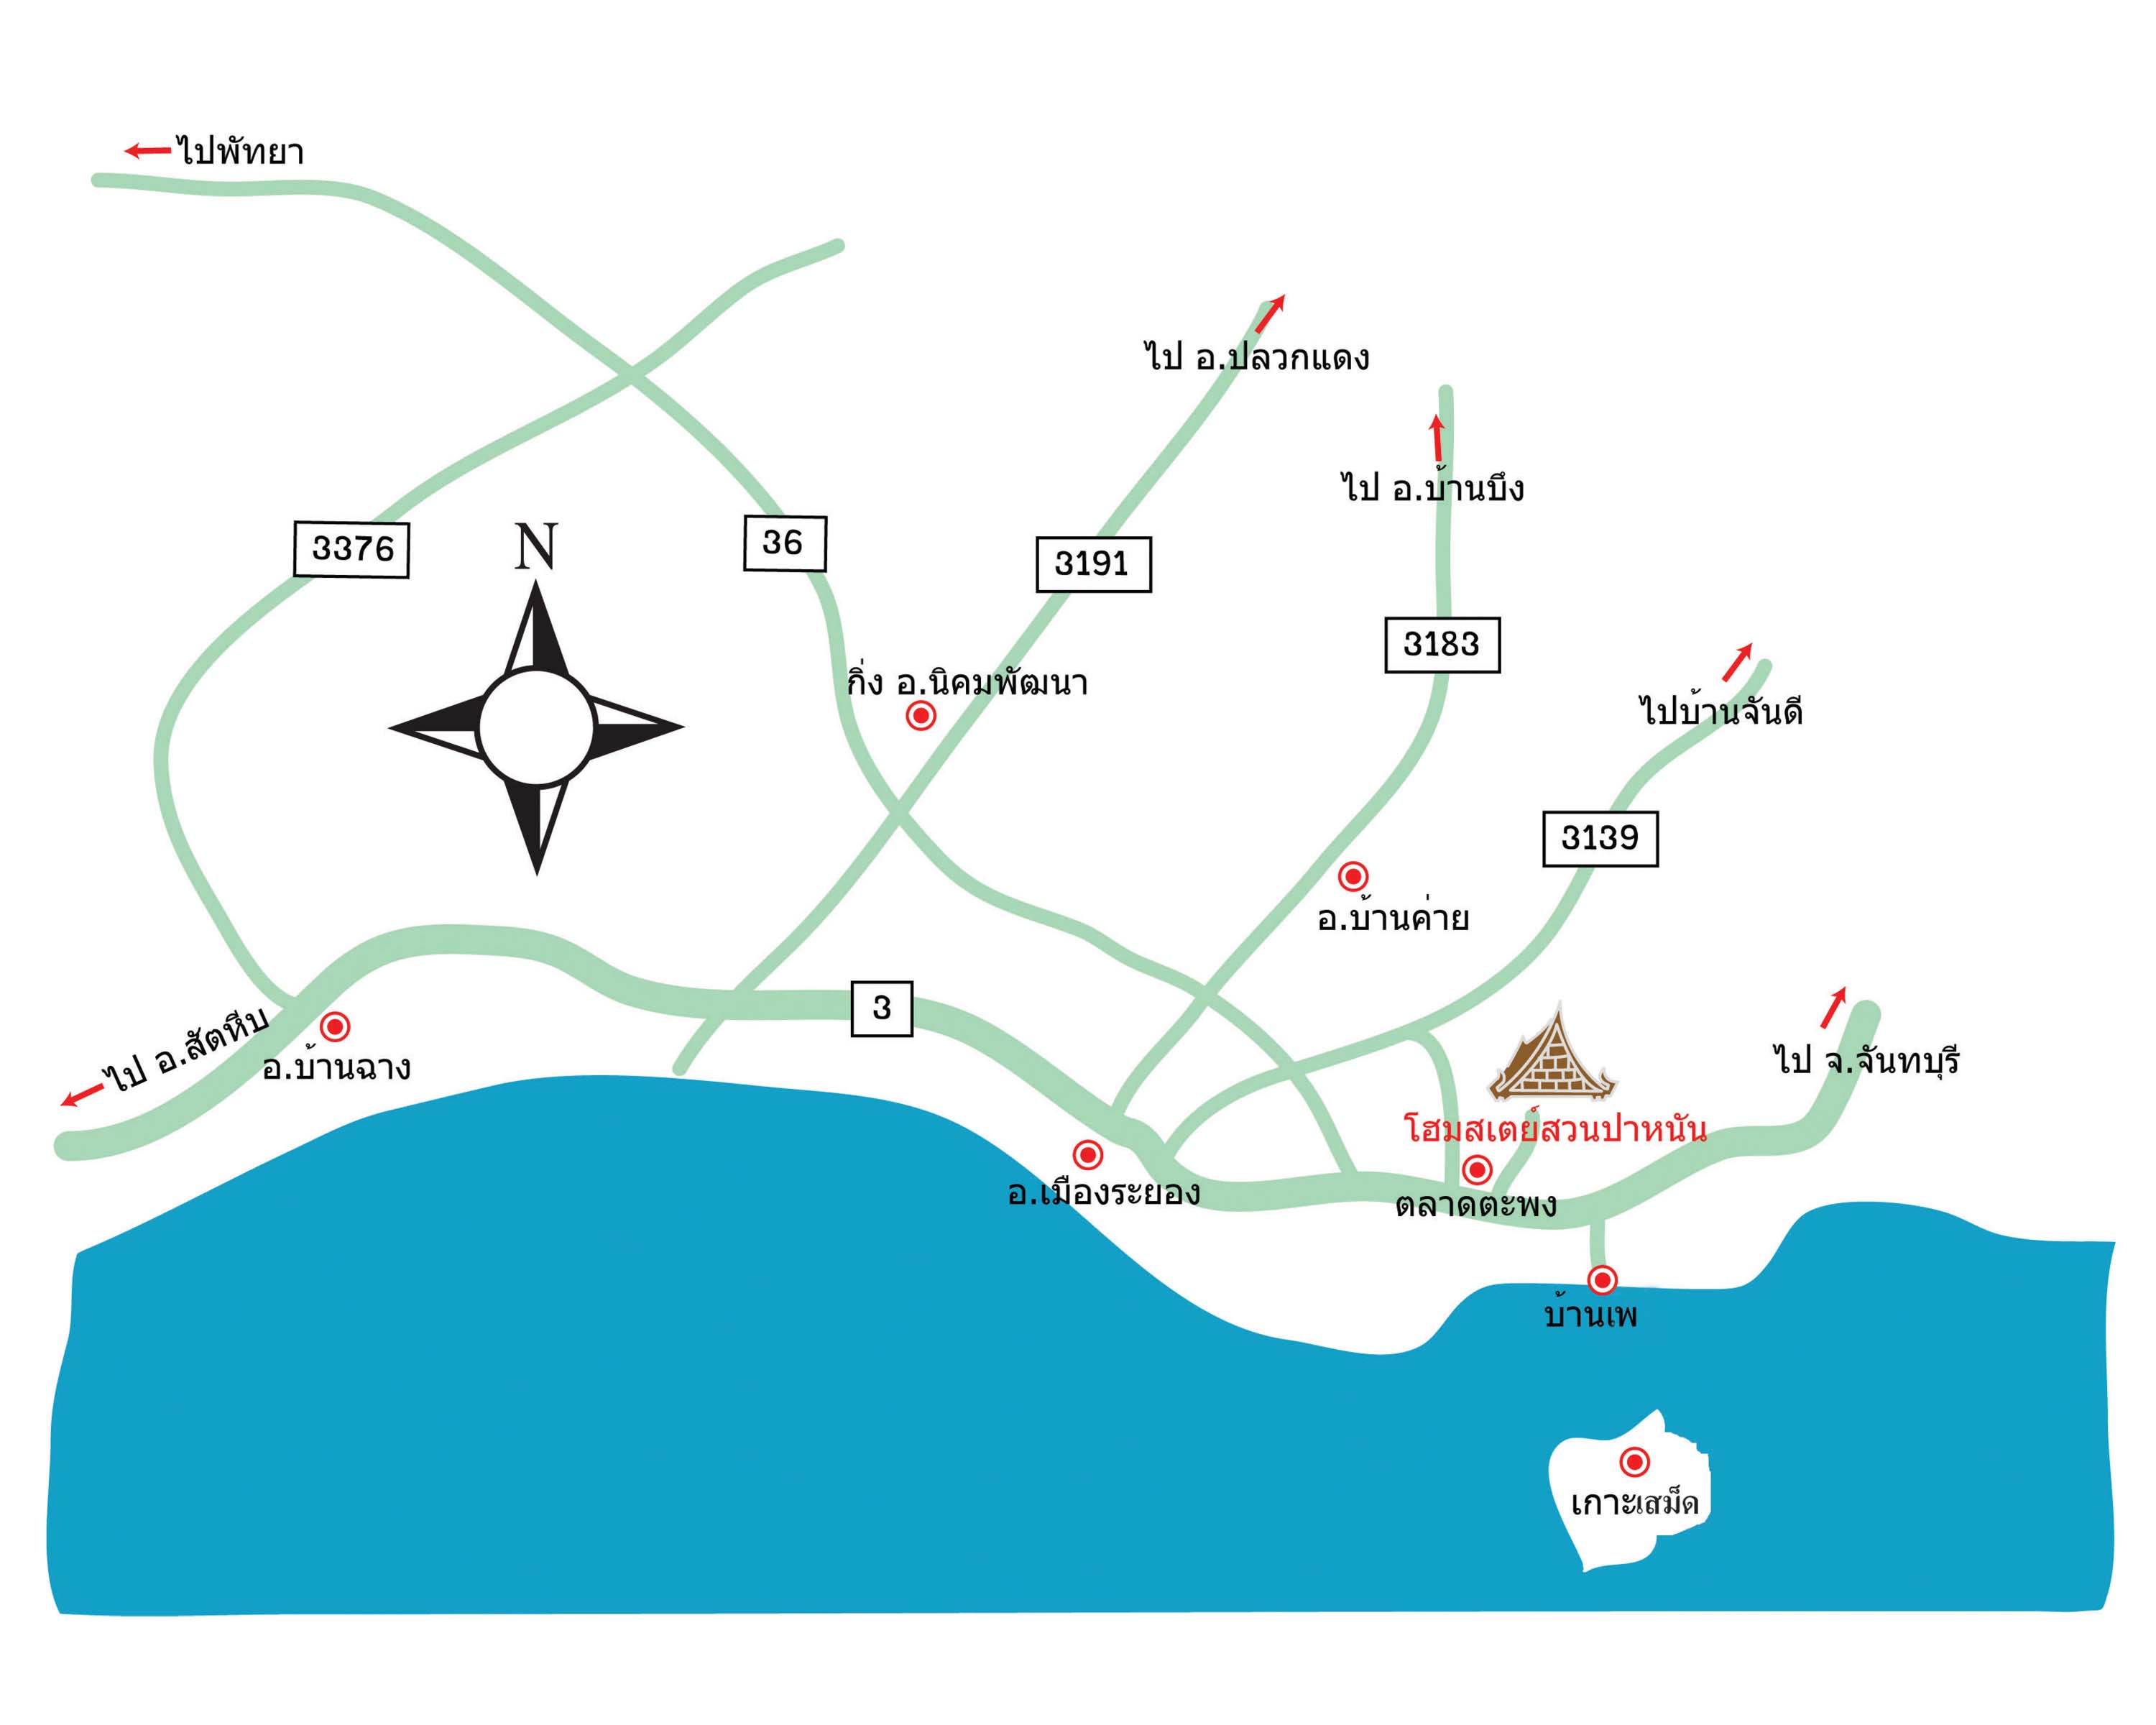 ไปพัทยา
ไป อ.ปลวกแดง
ไป อ.บ้านบึง
3376
N
36
3191
3183
กิ่ง อ.นิคมพัฒนา
ไปบ้านจันดี
3139
อ.บ้านค่าย
3
ไป อ.สัตหีบ
อ.บ้านฉาง
ไป จ.จันทบุรี
โฮมสเตย์สวนปาหนัน
อ.เมืองระยอง
ตลาดตะพง
บ้านเพ
เกาะเสม็ด